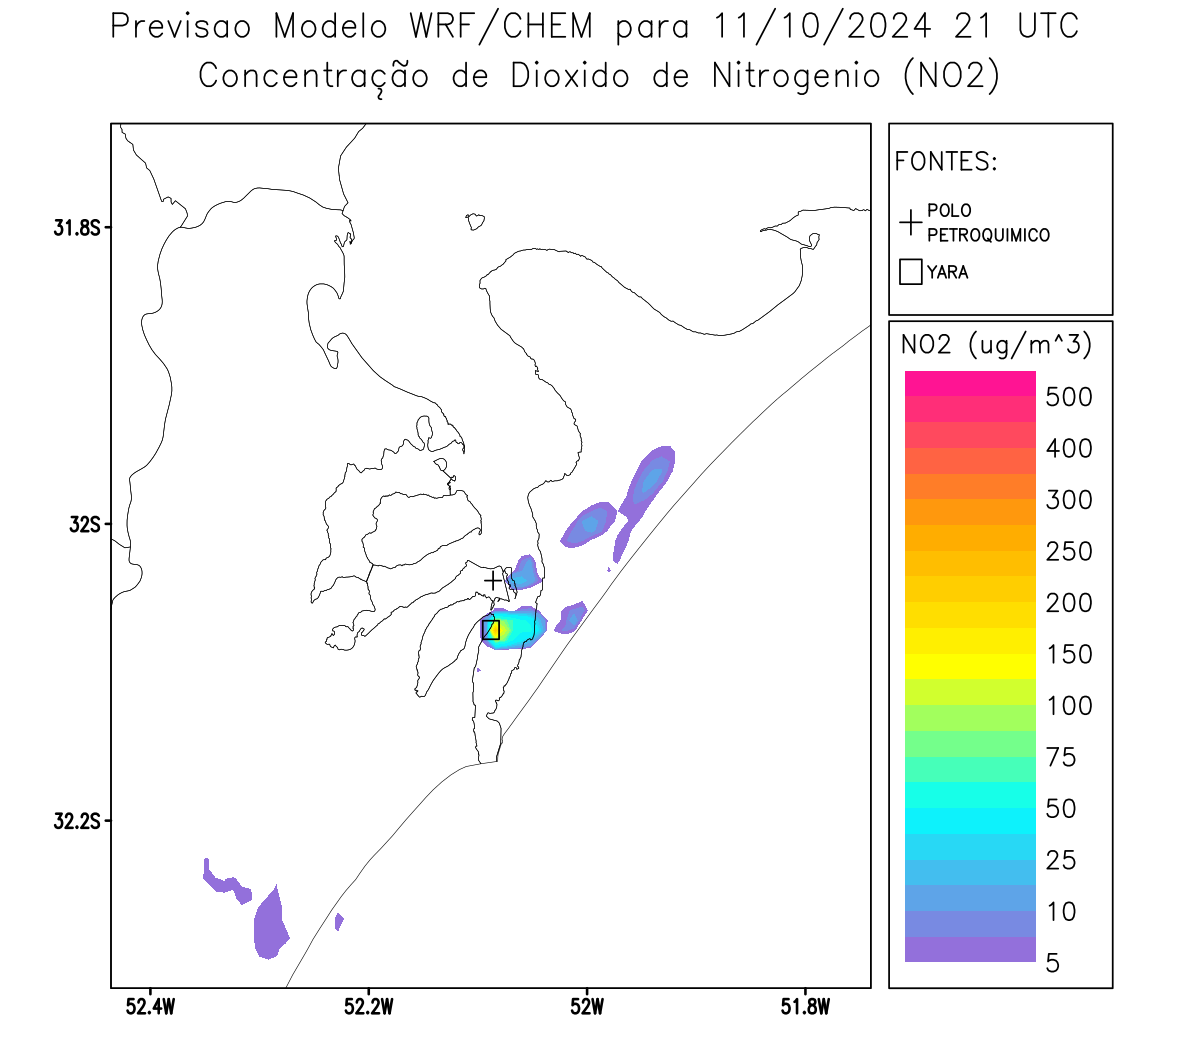 Previsao Modelo WRF/CHEM para 11/10/2024 21 UTC
Concentração de Dioxido de Nitrogenio (NO2)
FONTES:
POLO
PETROQUIMICO
YARA
31.8S
32S
32.2S
52.4W
52.2W
52W
51.8W
NO2 (ug/m^3)
500
400
300
250
200
150
100
75
50
25
10
5